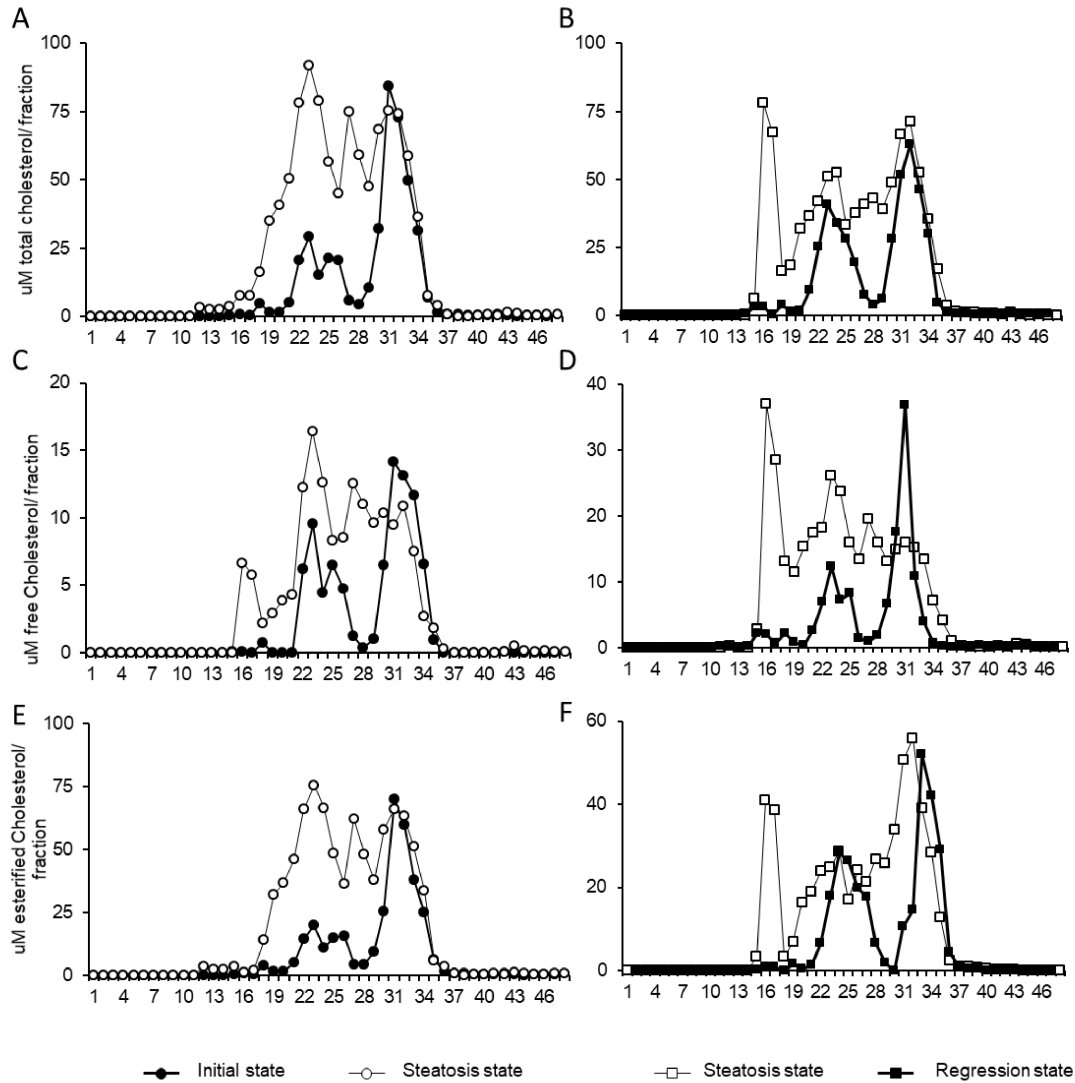 A
B
100
75
50
25
0
uM total cholesterol/ fraction
1 4 7 10 13 16 19 22 25 28 31 34 37 40 43 46
100
75
50
25
0
1 4 7 10 13 16 19 22 25 28 31 34 37 40 43 46
C
D
20
15
10
5
0
uM free Cholesterol/ fraction
1 4 7 10 13 16 19 22 25 28 31 34 37 40 43 46
40
30
20
10
0
1 4 7 10 13 16 19 22 25 28 31 34 37 40 43 46
E
F
100
75
50
25
0
uM esterified Cholesterol/
fraction
1 4 7 10 13 16 19 22 25 28 31 34 37 40 43 46
60
40
20
0
1 4 7 10 13 16 19 22 25 28 31 34 37 40 43 46
Initial state Steatosis state Steatosis state Regression state